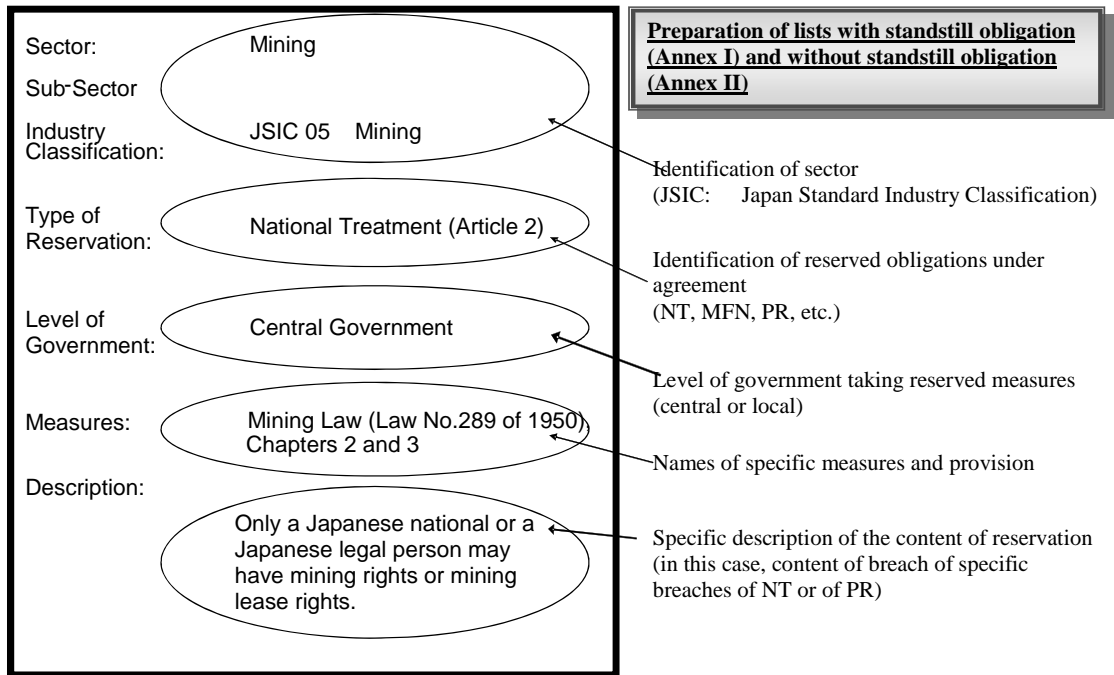 Preparation of lists with standstill obligation
(Annex I) and without standstill obligation
(Annex II)
Sector: Mining
Sub-Sector
Industry
Classification: JSIC 05 Mining
Type of
Reservation: National Treatment (Article 2)
Level of
Government: Central Government
Measures: Mining Law (Law No.289 of 1950),
Chapters 2 and 3
Description:
Only a Japanese national or a
Japanese legal person may
have mining rights or mining
lease rights.
Identification of sector
(JSIC: Japan Standard Industry Classification)
Identification of reserved obligations under
agreement
(NT, MFN, PR, etc.)
Level of government taking reserved measures
(central or local)
Names of specific measures and provision
Specific description of the content of reservation
(in this case, content of breach of specific
breaches of NT or of PR)